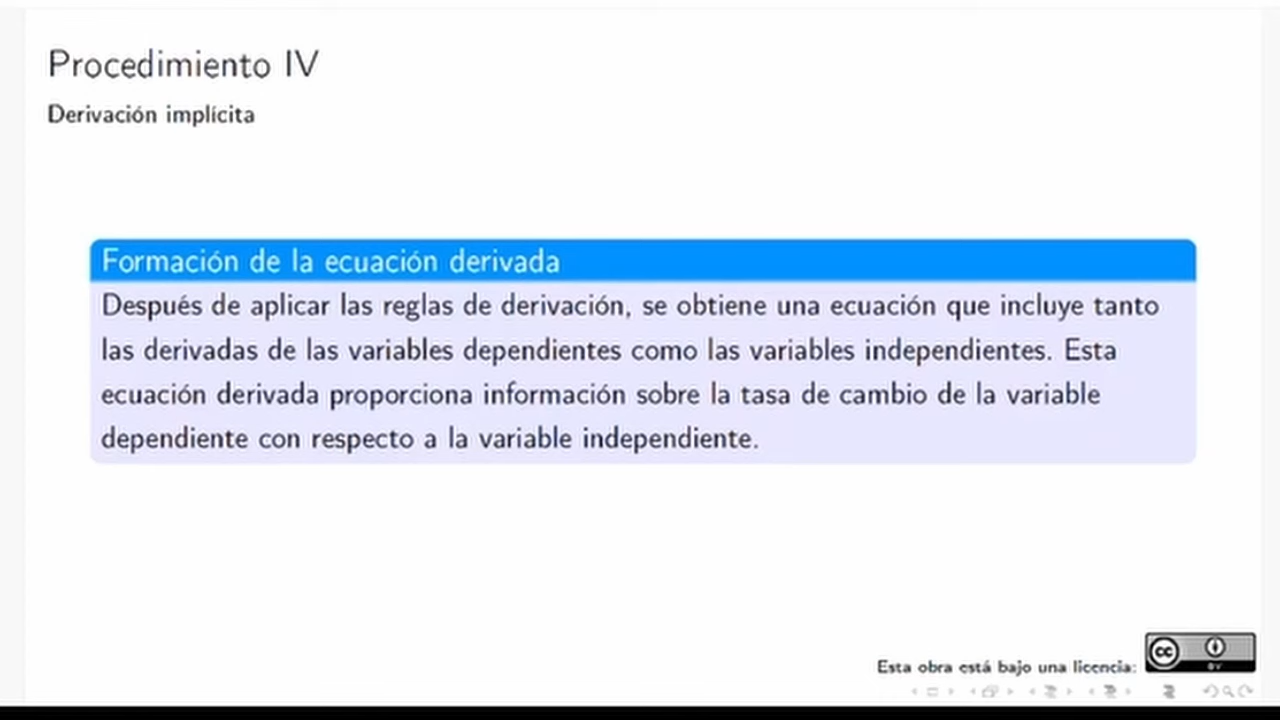 Procedimiento IV
Derivación implícita
Formación de la ecuación derivada
Después de aplicar las reglas de derivación, se obtiene una ecuación que incluye tanto
las derivadas de las variables dependientes como las variables independientes. Esta
ecuación derivada proporciona información sobre la tasa de cambio de la variable
dependiente con respecto a la variable independiente.
Esta obra está bajo una licencia:
cc
BY